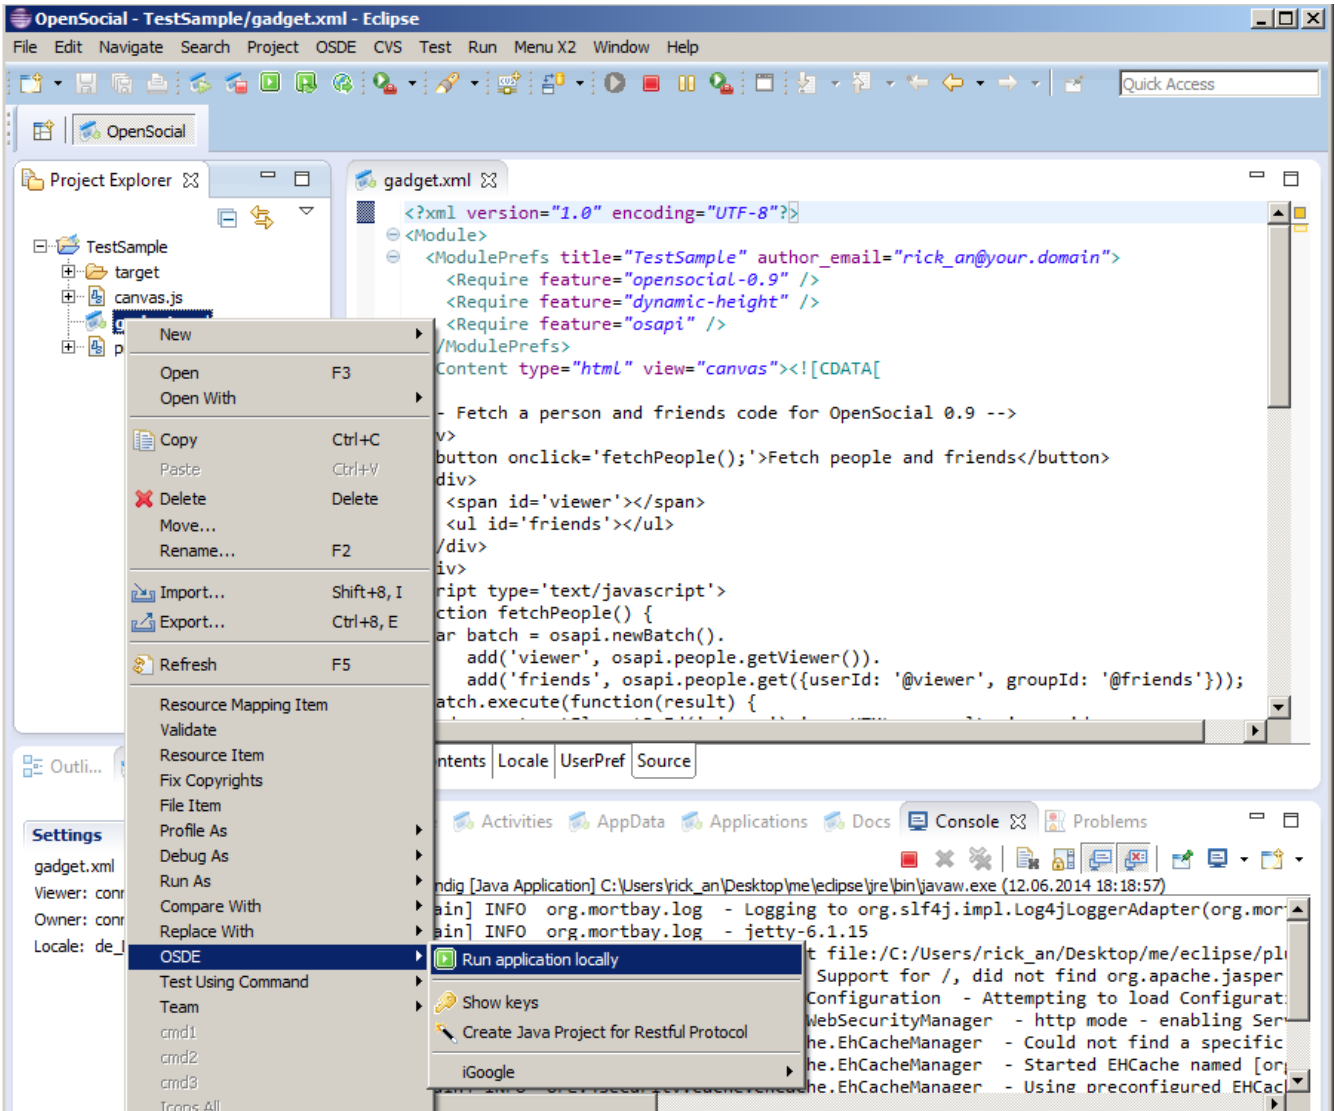 OpenSocial - TestSample/gadget.xml - Eclipse
File Edit Navigate Search Project OSDE CVS Test Run Menu X2 Window Help
Quick Access
OpenSocial
Project Explorer
TestSample
target
canvas.js
gadget.xml
<?xml version="1.0" encoding="UTF-8"?>
<Module>
<ModulePrefs title="TestSample" author_email="rick_an@your.domain">
<Require feature="opensocial-0.9" />
<Require feature="dynamic-height" />
<Require feature="osapi" />
/ModulePrefs>
Content type="html" view="canvas"><![CDATA[
- Fetch a person and friends code for OpenSocial 0.9 -->
v>
button onclick='fetchPeople();'>Fetch people and friends</button>
div>
<span id='viewer'></span>
<ul id='friends'></ul>
/div>
iv>
ript type='text/javascript'>
ction fetchPeople() {
ar batch = osapi.newBatch().
add('viewer', osapi.people.getViewer()).
add('friends', osapi.people.get({userId: '@viewer', groupId: '@friends'}));
atch.execute(function(result) {
ntents Locale UserPref Source
New
Open F3
Open With
Copy Ctrl+C
Paste Ctrl+V
Delete Delete
Move...
Rename... F2
Import... Shift+8, I
Export... Ctrl+8, E
Refresh F5
Resource Mapping Item
Validate
Resource Item
Fix Copyrights
File Item
Profile As
Debug As
Run As
Compare With
Replace With
OSDE
Test Using Command
Team
cmd1
cmd2
cmd3
Icons All
Run application locally
Show keys
Create Java Project for Restful Protocol
iGoogle
Outli...
Settings
gadget.xml
Viewer: conr
Owner: conr
Locale: de_
Activities AppData Applications Docs Console Problems
ndig [Java Application] C:\Users\rick_an\Desktop\me\eclipse\jre\bin\javaw.exe (12.06.2014 18:18:57)
ain] INFO org.mortbay.log - Logging to org.slf4j.impl.Log4jLoggerAdapter(org.mor
ain] INFO org.mortbay.log - jetty-6.1.15
t file:/C:/Users/rick_an/Desktop/me/eclipse/plu
Support for /, did not find org.apache.jasper
Configuration - Attempting to load Configurat
WebSecurityManager - http mode - enabling Ser
he.EhCacheManager - Could not find a specific
he.EhCacheManager - Started EHCache named [or
he.EhCacheManager - Using preconfigured EHCac